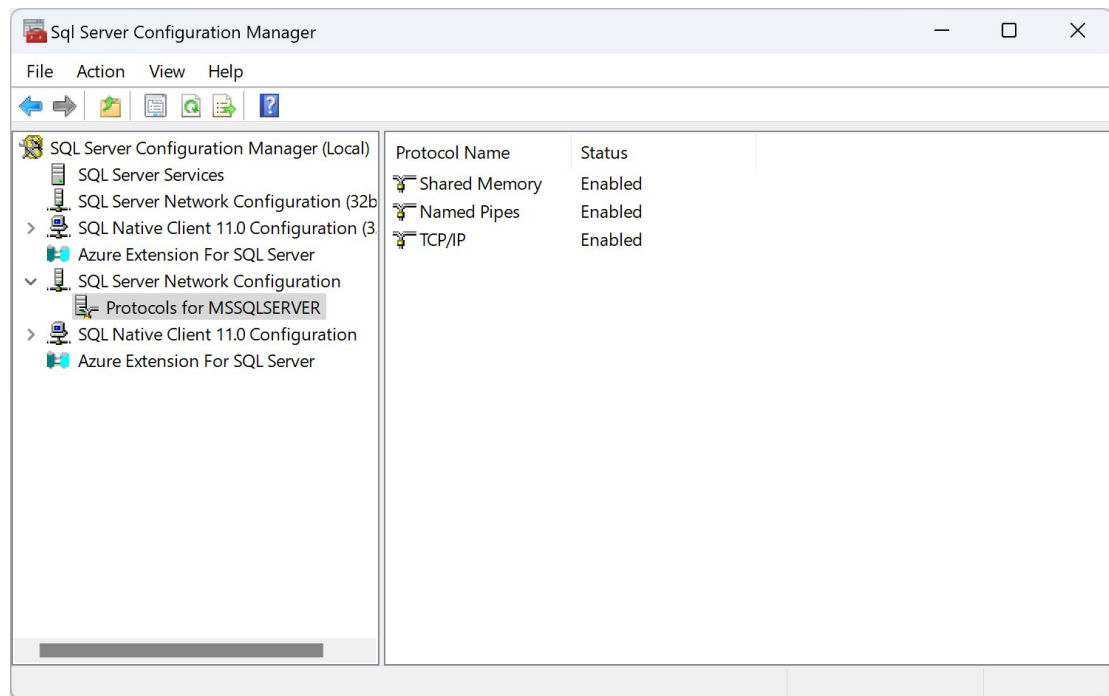 Sql Server Configuration Manager
File Action View Help
SQL Server Configuration Manager (Local)
SQL Server Services
SQL Server Network Configuration (32b
SQL Native Client 11.0 Configuration (3.
Azure Extension For SQL Server
SQL Server Network Configuration
Protocols for MSSQLSERVER
SQL Native Client 11.0 Configuration
Azure Extension For SQL Server
Protocol Name Status
Shared Memory Enabled
Named Pipes Enabled
TCP/IP Enabled